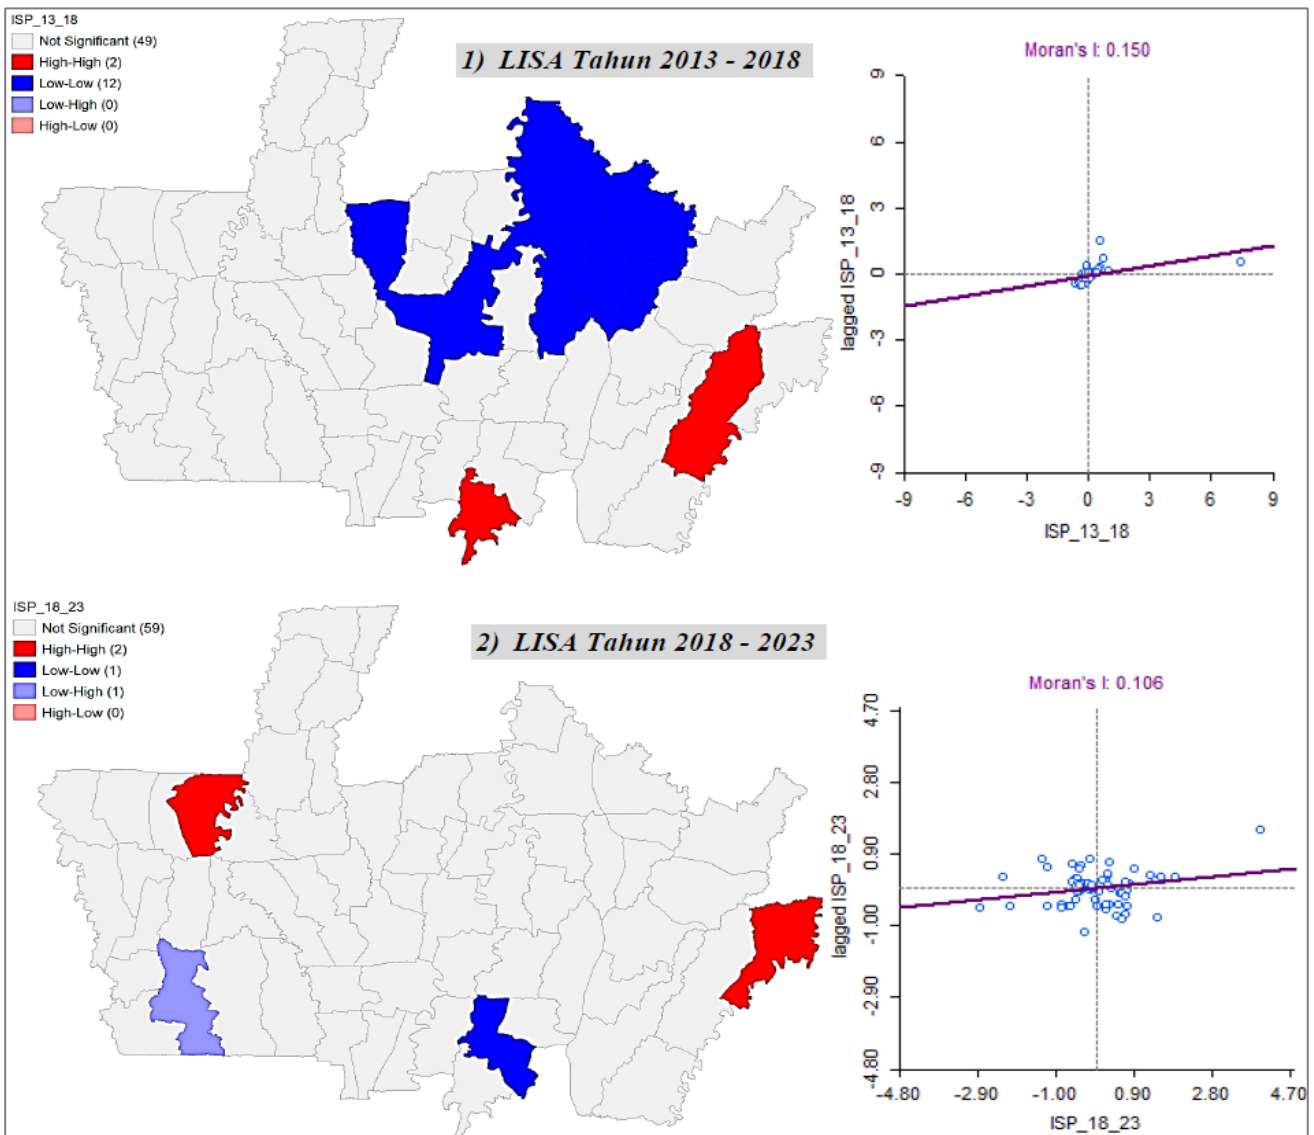 ISP_13_18
Not Significant (49)
High-High (2)
Low-Low (12)
Low-High (0)
High-Low (0)
1) LISA Tahun 2013 - 2018
Moran's I: 0.150
lagged ISP_13_18
9
6
3
0
-3
-6
-9
-9 -6 -3 0 3 6 9
ISP_13_18
ISP_18_23
Not Significant (59)
High-High (2)
Low-Low (1)
Low-High (1)
High-Low (0)
2) LISA Tahun 2018 - 2023
Moran's I: 0.106
lagged ISP_18_23
4.70
2.80
0.90
-1.00
-2.90
-4.80
-4.80 -2.90 -1.00 0.90 2.80 4.70
ISP_18_23